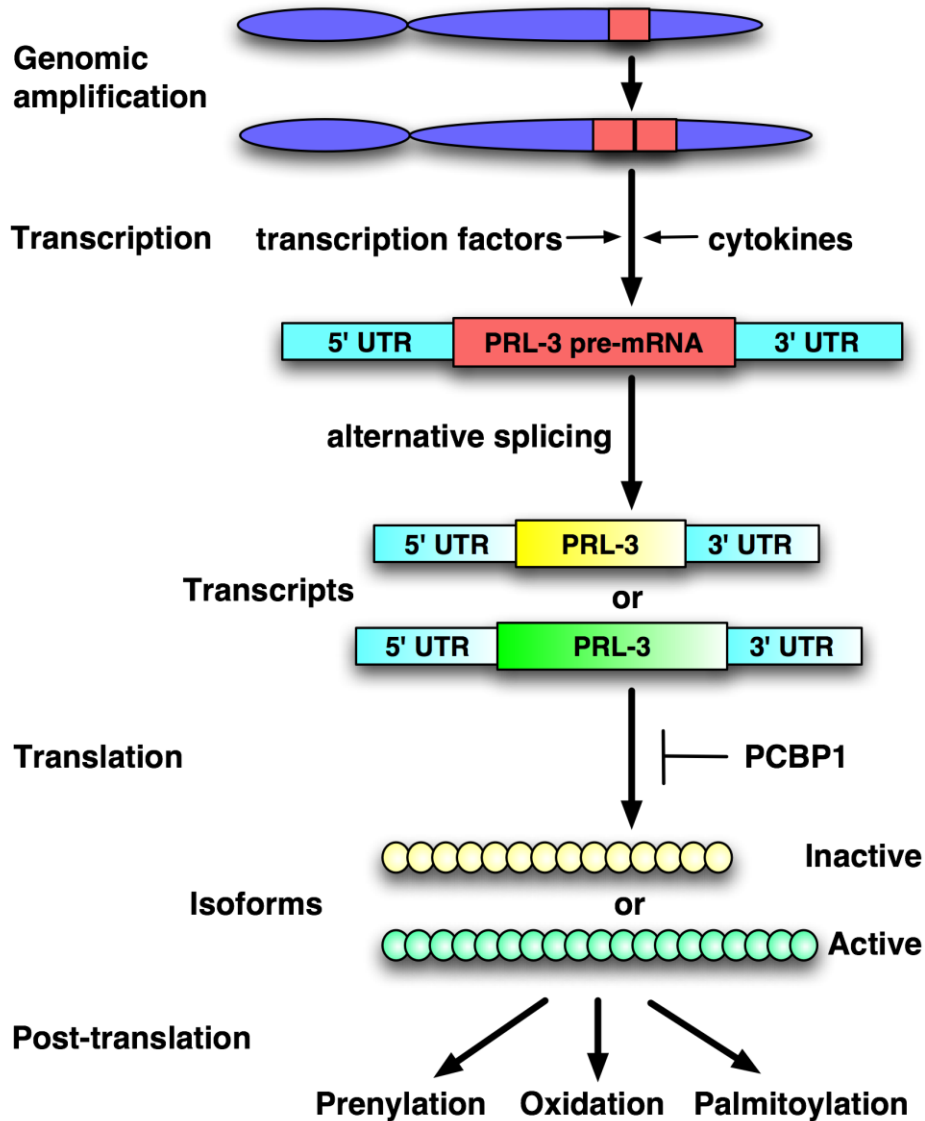 Genomic
amplification
Transcription transcription factors cytokines
5' UTR PRL-3 pre-mRNA 3' UTR
alternative splicing
5' UTR PRL-3 3' UTR
Transcripts or
5' UTR PRL-3 3' UTR
Translation PCBP1
Inactive
Isoforms or
Active
Post-translation
Prenylation Oxidation Palmitoylation